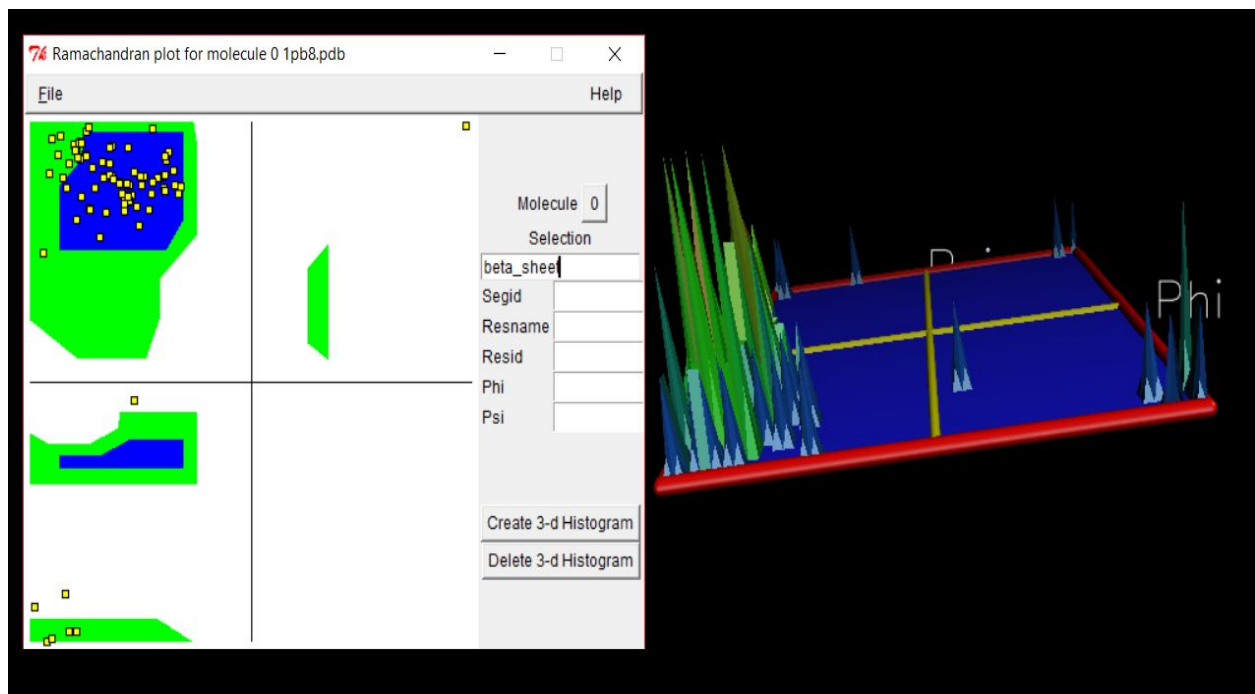 Ramachandran plot for molecule 0 1pb8.pdb
File Help
Molecule 0
Selection
beta_sheet
Segid
Resname
Resid
Phi
Psi
Create 3-d Histogram
Delete 3-d Histogram
Psi
Phi